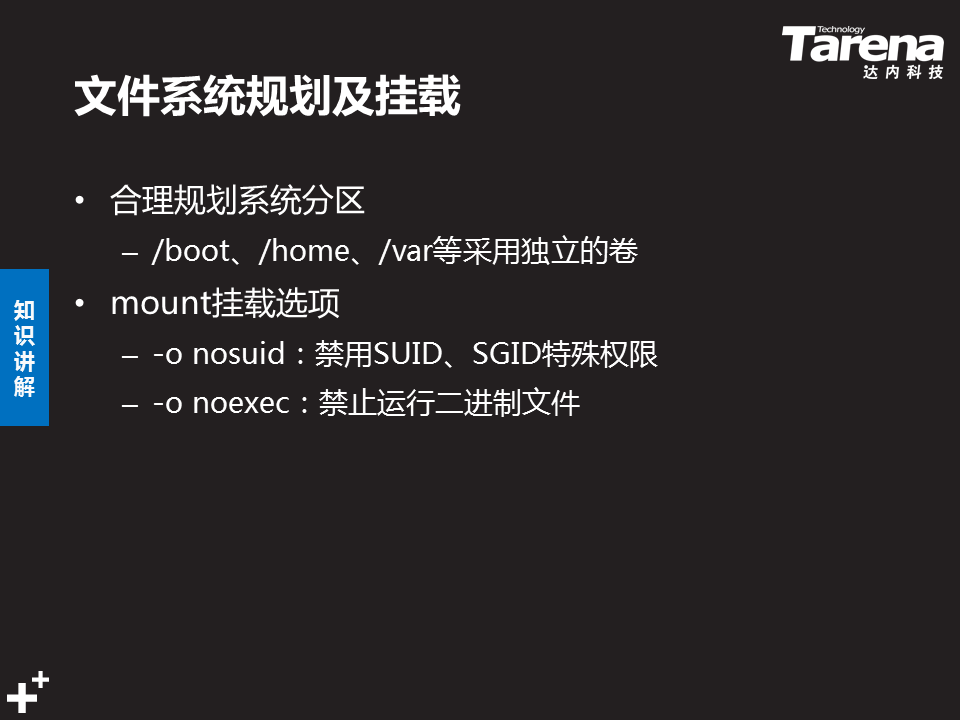 Technology
Tarena
达内科技
文件系统规划及挂载
• 合理规划系统分区
– /boot、/home、/var等采用独立的卷
• mount挂载选项
– -o nosuid：禁用SUID、SGID特殊权限
– -o noexec：禁止运行二进制文件
知识讲解